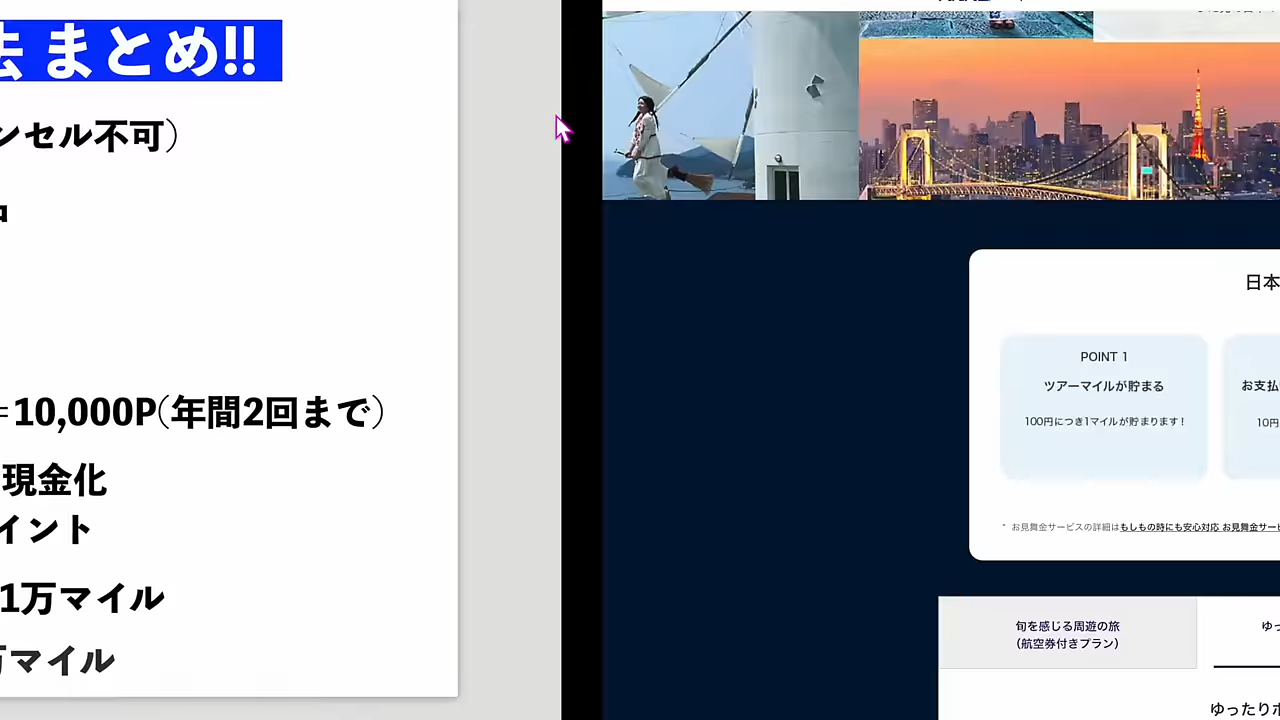 法 まとめ!!
ンセル不可）
=10,000P(年間2回まで)
現金化
イント
1万マイル
万マイル
日本
POINT 1
ツアーマイルが貯まる
お支払
100円につき1マイルが貯まります！
10円
* お見舞金サービスの詳細はもしもの時にも安心対応 お見舞金サービ
旬を感じる周遊の旅
（航空券付きプラン）
ゆっ
ゆったりホ